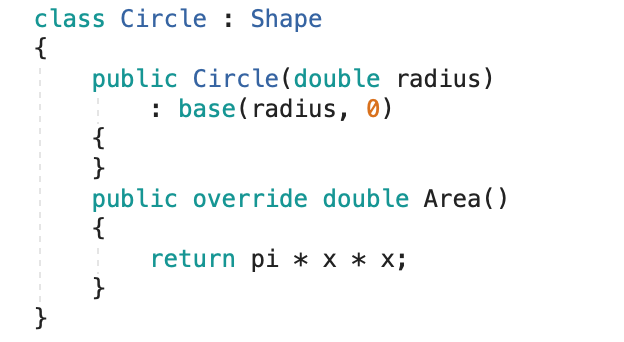 class Circle : Shape
{
    public Circle(double radius)
        : base(radius, 0)
    {
    }
    public override double Area()
    {
        return pi * x * x;
    }
}